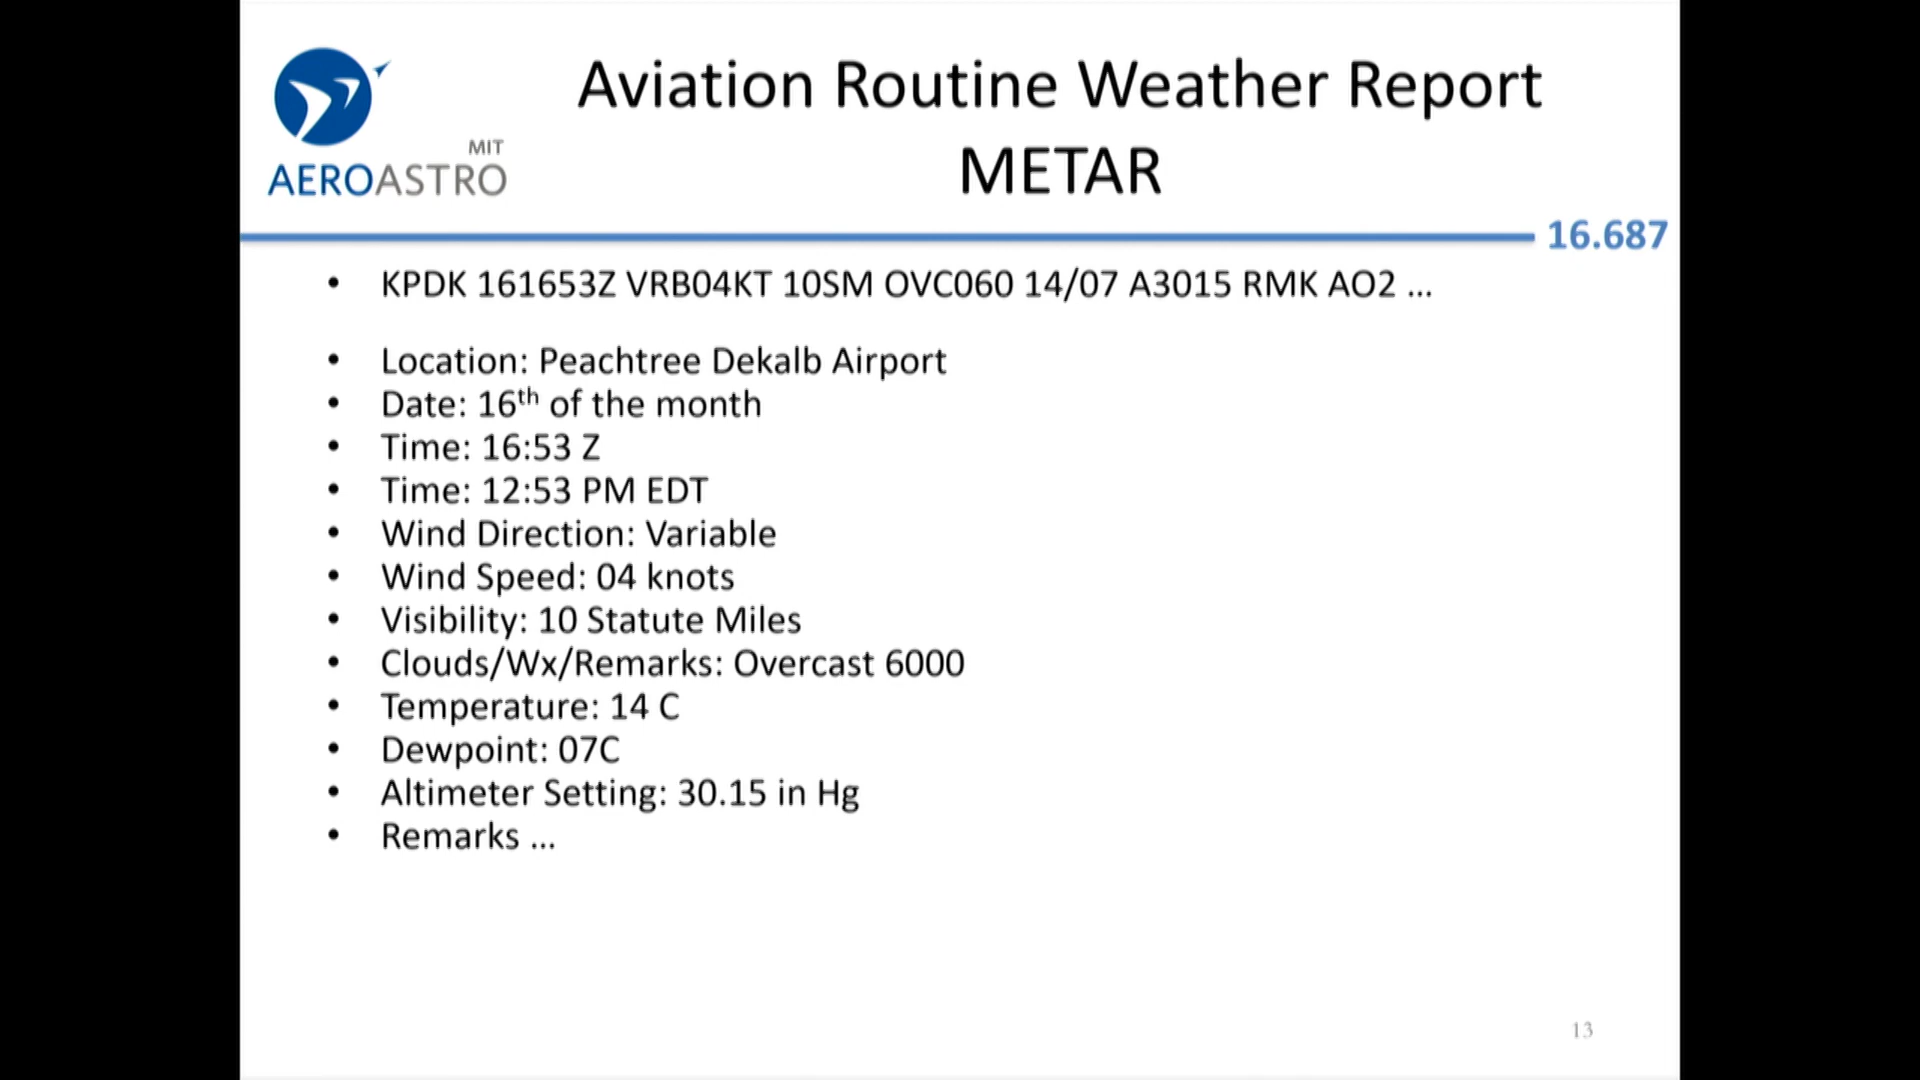 MIT
AEROASTRO
Aviation Routine Weather Report
METAR
16.687
• KPDK 161653Z VRB04KT 10SM OVC060 14/07 A3015 RMK AO2 ...
• Location: Peachtree Dekalb Airport
• Date: 16th of the month
• Time: 16:53 Z
• Time: 12:53 PM EDT
• Wind Direction: Variable
• Wind Speed: 04 knots
• Visibility: 10 Statute Miles
• Clouds/Wx/Remarks: Overcast 6000
• Temperature: 14 C
• Dewpoint: 07C
• Altimeter Setting: 30.15 in Hg
• Remarks ...
13